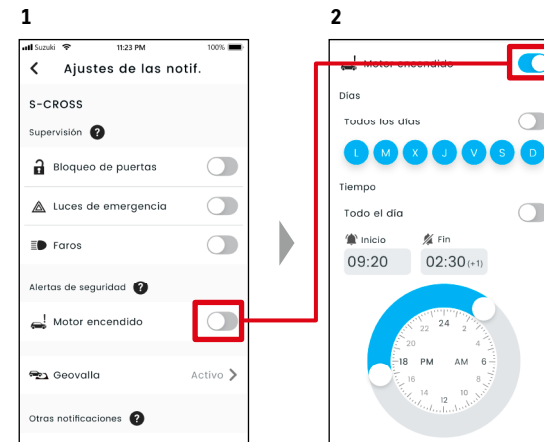 1
Suzuki 11:23 PM 100%
Ajustes de las notif.
S-CROSS
Supervisión ?
Bloqueo de puertas
Luces de emergencia
Faros
Alertas de seguridad ?
Motor encendido
Geovalla Activo
Otras notificaciones ?
2
Motor encendido
Días
Todos los días
L M X J V S D
Tiempo
Todo el día
Inicio Fin
09:20 02:30 (+1)
22 24 2
20 4
18 PM AM 6
16 8
14 12 10